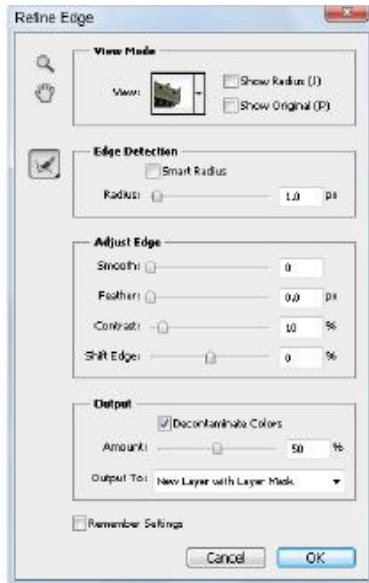 Refine Edge
View Mode
View:
Show Radius (J)
Show Original (P)
Edge Detection
Smart Radius
Radius: 1.0 px
Adjust Edge
Smooth: 0
Feather: 0.0 px
Contrast: 10 %
Shift Edge: 0 %
Output
Decontaminate Colors
Amount: 50 %
Output To: New Layer with Layer Mask
Remember Settings
Cancel OK